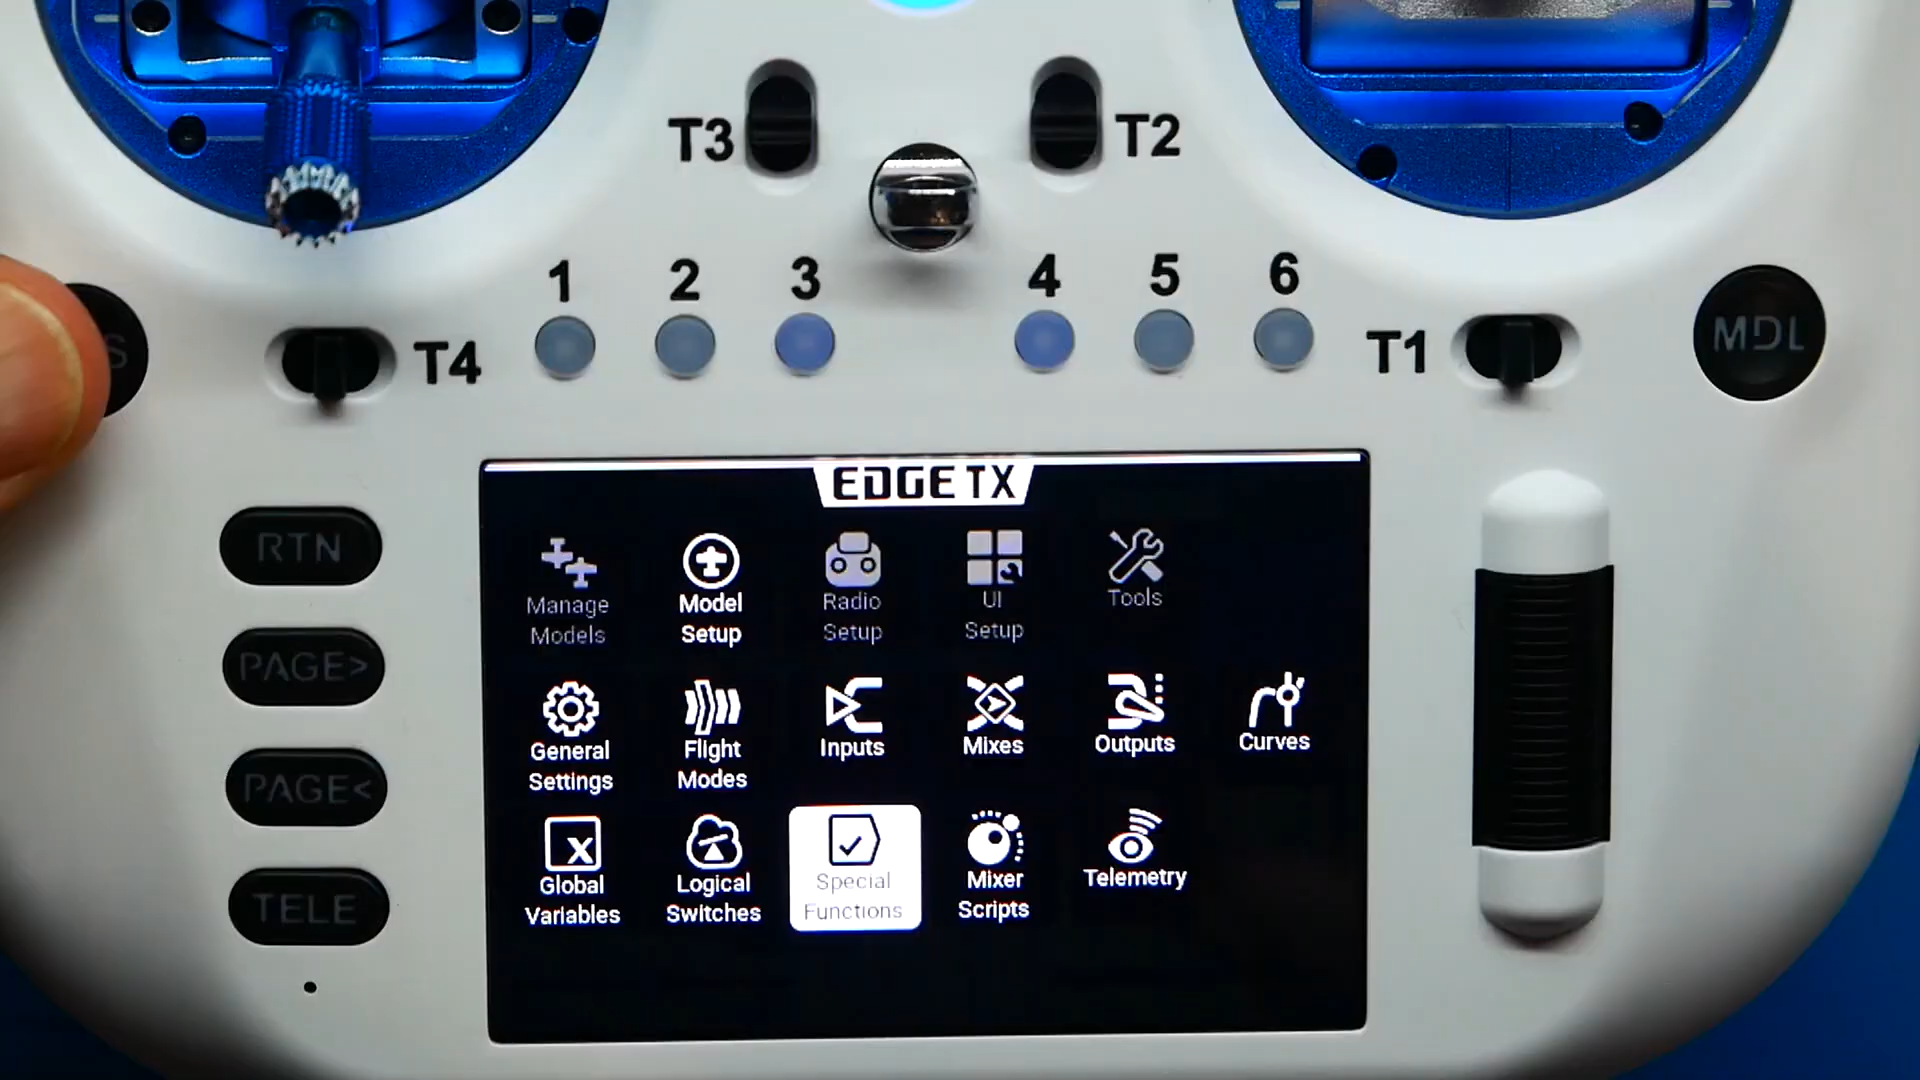 T3
T2
1
2
3
4
5
6
S
T4
T1
MDL
EDGETX
RTN
PAGE>
PAGE<
TELE
Manage
Models
Model
Setup
Radio
Setup
UI
Setup
Tools
General
Settings
Flight
Modes
Inputs
Mixes
Outputs
Curves
Global
Variables
Logical
Switches
Special
Functions
Mixer
Scripts
Telemetry